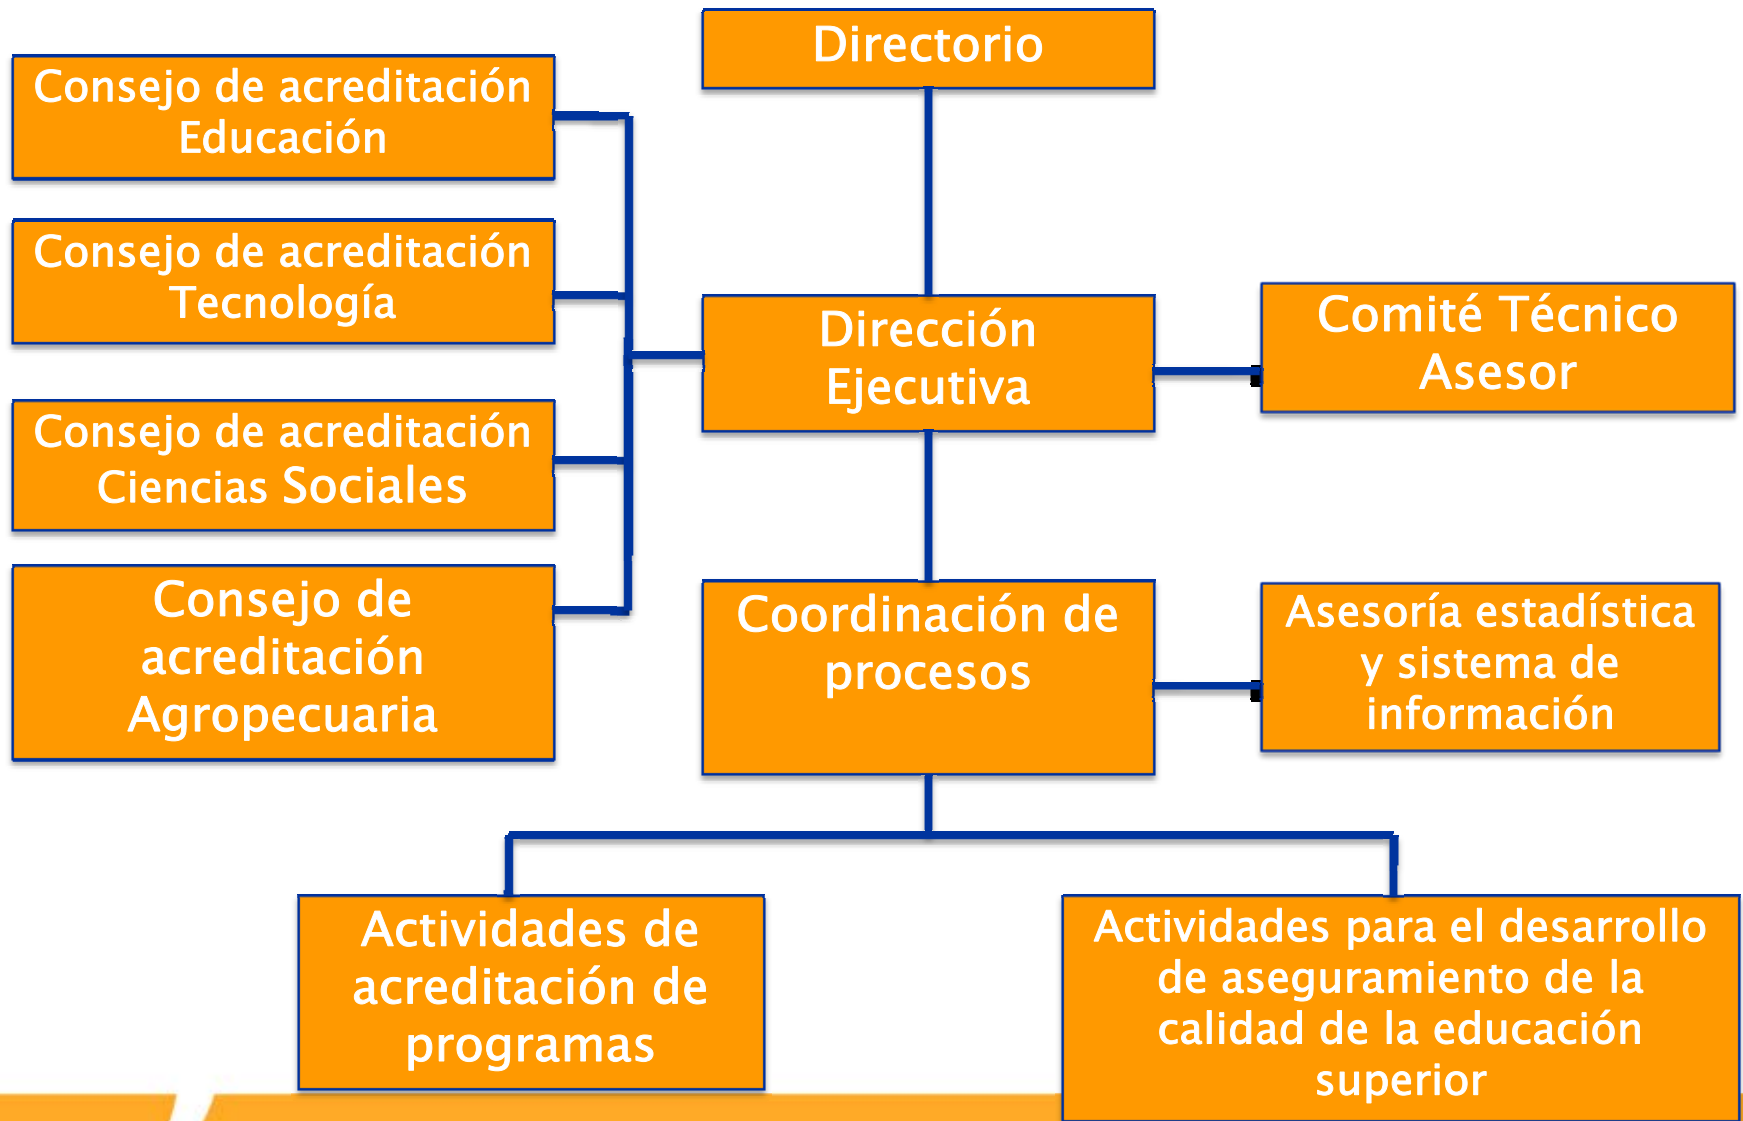 Directorio
Consejo de acreditación
Educación
Consejo de acreditación
Tecnología
Consejo de acreditación
Ciencias Sociales
Consejo de
acreditación
Agropecuaria
Dirección
Ejecutiva
Comité Técnico
Asesor
Coordinación de
procesos
Asesoría estadística
y sistema de
información
Actividades de
acreditación de
programas
Actividades para el desarrollo
de aseguramiento de la
calidad de la educación
superior